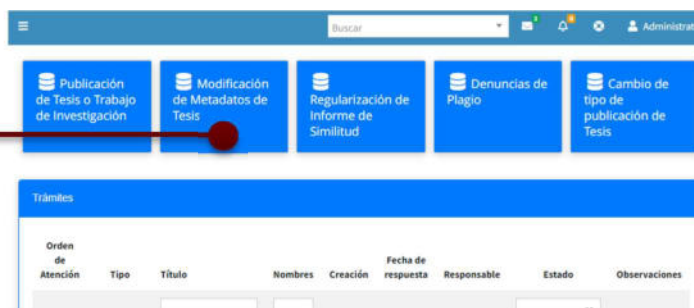 Buscar
3
Administrat
Publicación
de Tesis o Trabajo
de Investigación
Modificación
de Metadatos de
Tesis
Regularización de
Informe de
Similitud
Denuncias de
Plagio
Cambio de
tipo de
publicación de
Tesis
Trámites
Orden
de
Atención
Tipo
Título
Nombres
Creación
Fecha de
respuesta
Responsable
Estado
Observaciones